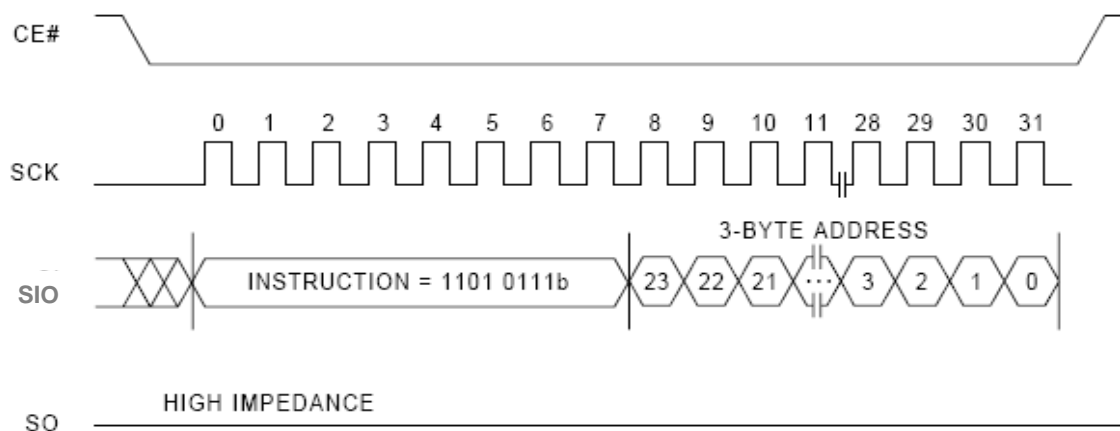 CE#
0 1 2 3 4 5 6 7 8 9 10 11 28 29 30 31
SCK
3-BYTE ADDRESS
SIO INSTRUCTION = 1101 0111b 23 22 21 ... 3 2 1 0
HIGH IMPEDANCE
SO